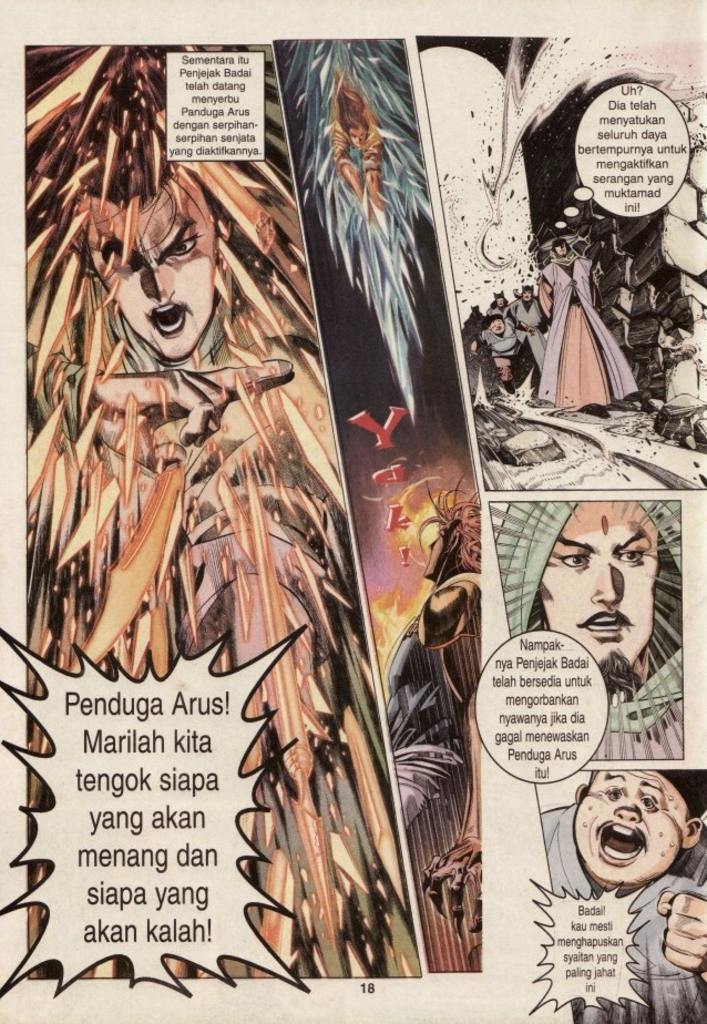 Sementara itu
Penjejak Badai
telah datang
menyerbu
Panduga Arus
dengan serpihan-
serpihan senjata
yang diaktifkannya.
Penduga Arus!
Marilah kita
tengok siapa
yang akan
menang dan
siapa yang
akan kalah!
Yak!
Uh?
Dia telah
menyatukan
seluruh daya
bertempurnya untuk
mengaktifkan
serangan yang
muktamad
ini!
Nampak-
nya Penjejak Badai
telah bersedia untuk
mengorbankan
nyawanya jika dia
gagal menewaskan
Penduga Arus
itu!
Badai!
kau mesti
menghapuskan
syaitan yang
paling jahat
ini
18